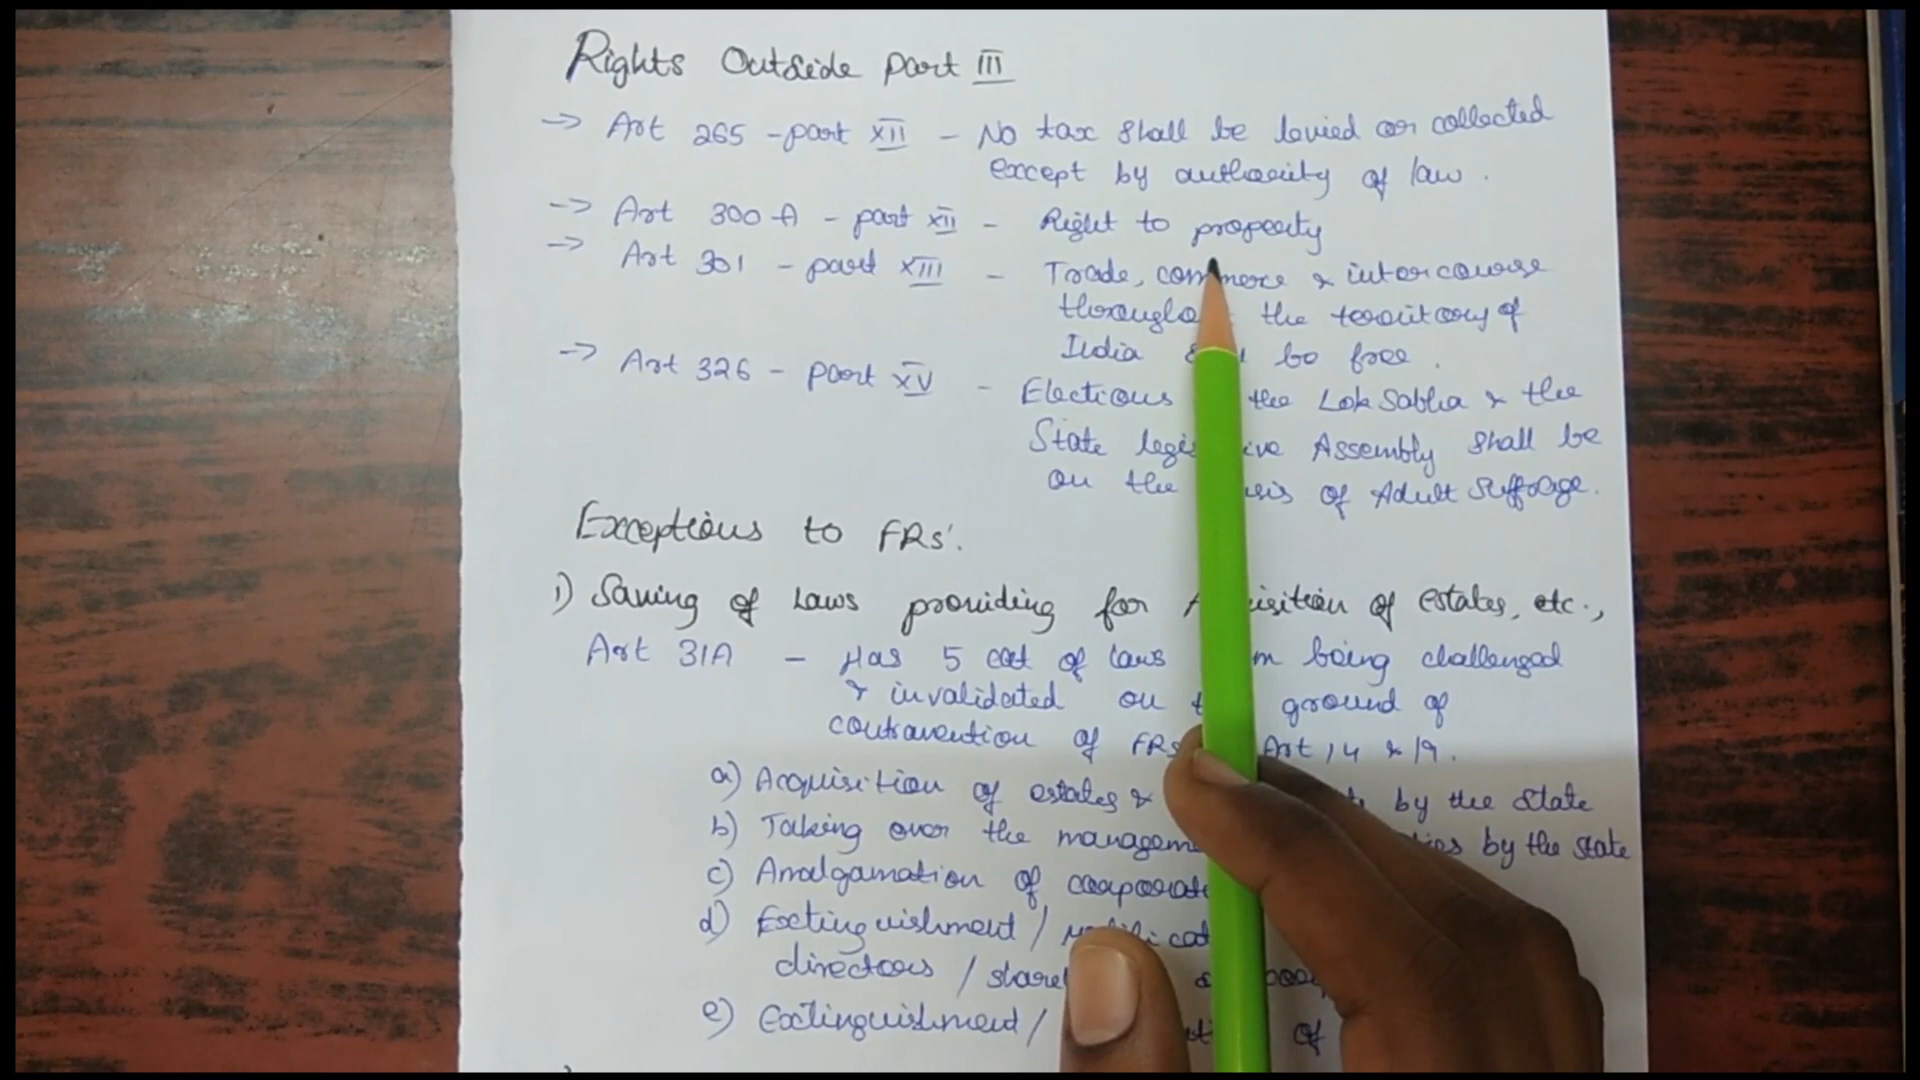 Rights Outside part III
-> Art 265 - part XII - No tax shall be levied or collected
except by authority of law.
-> Art 300-A - part XII - Right to property
-> Art 301 - part XIII - Trade, commerce & intercourse
the territory of
India be free.
-> Art 326 - part XV - Elections the Lok Sabha & the
State Assembly shall be
on the of Adult Suffrage.
Exceptions to FRs'.
1) Saving of Laws providing for of estates, etc.,
Art 31A - Has 5 cat of laws being challenged
& invalidated on ground of
contravention of FRs Art 14 & 19.
a) Acquisition of estates & by the State
b) Taking over the by the state
c) Amalgamation of
d) Extinguishment /
directors /
e) Extinguishment / of